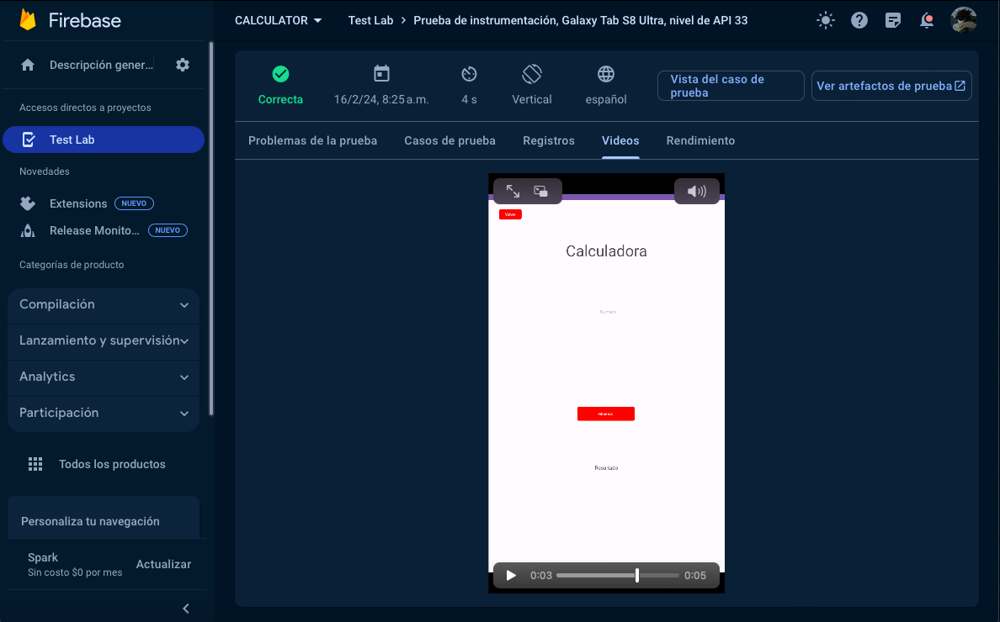 Firebase
CALCULATOR
Test Lab > Prueba de instrumentación, Galaxy Tab S8 Ultra, nivel de API 33
Descripción gener...
Accesos directos a proyectos
Test Lab
Novedades
Extensions NUEVO
Release Monito... NUEVO
Categorías de producto
Compilación
Lanzamiento y supervisión
Analytics
Participación
Todos los productos
Personaliza tu navegación
Spark
Sin costo $0 por mes
Actualizar
Correcta
16/2/24, 8:25 a.m.
4 s
Vertical
español
Vista del caso de
prueba
Ver artefactos de prueba
Problemas de la prueba
Casos de prueba
Registros
Videos
Rendimiento
Volver
Calculadora
Numero
Resultado
0:03
0:05